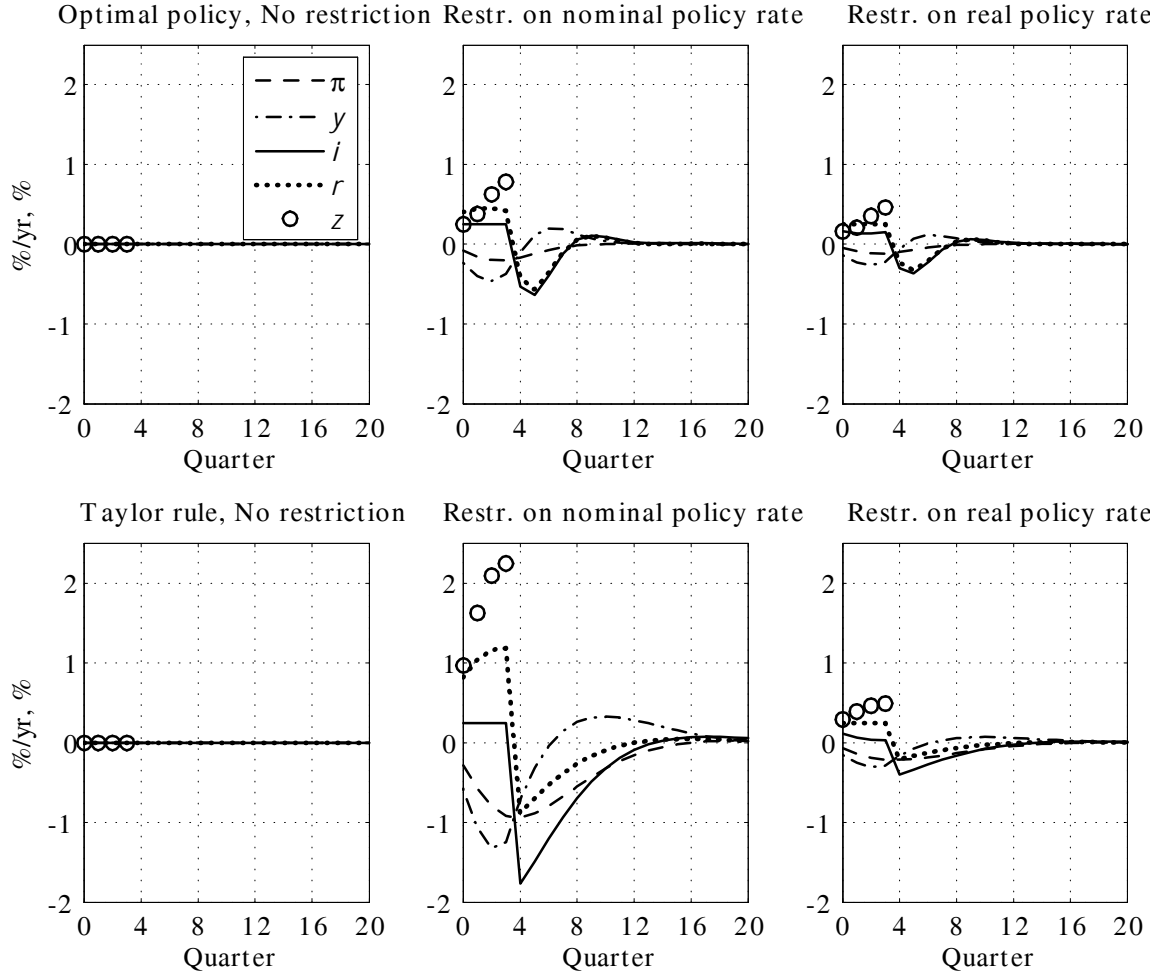 Optimal policy, No restriction Restr. on nominal policy rate Restr. on real policy rate
%/yr, %
2
1
0
-1
-2
0 4 8 12 16 20
Quarter
π
y
i
r
z
2
1
0
-1
-2
0 4 8 12 16 20
Quarter
2
1
0
-1
-2
0 4 8 12 16 20
Quarter
Taylor rule, No restriction Restr. on nominal policy rate Restr. on real policy rate
%/yr, %
2
1
0
-1
-2
0 4 8 12 16 20
Quarter
2
1
0
-1
-2
0 4 8 12 16 20
Quarter
2
1
0
-1
-2
0 4 8 12 16 20
Quarter